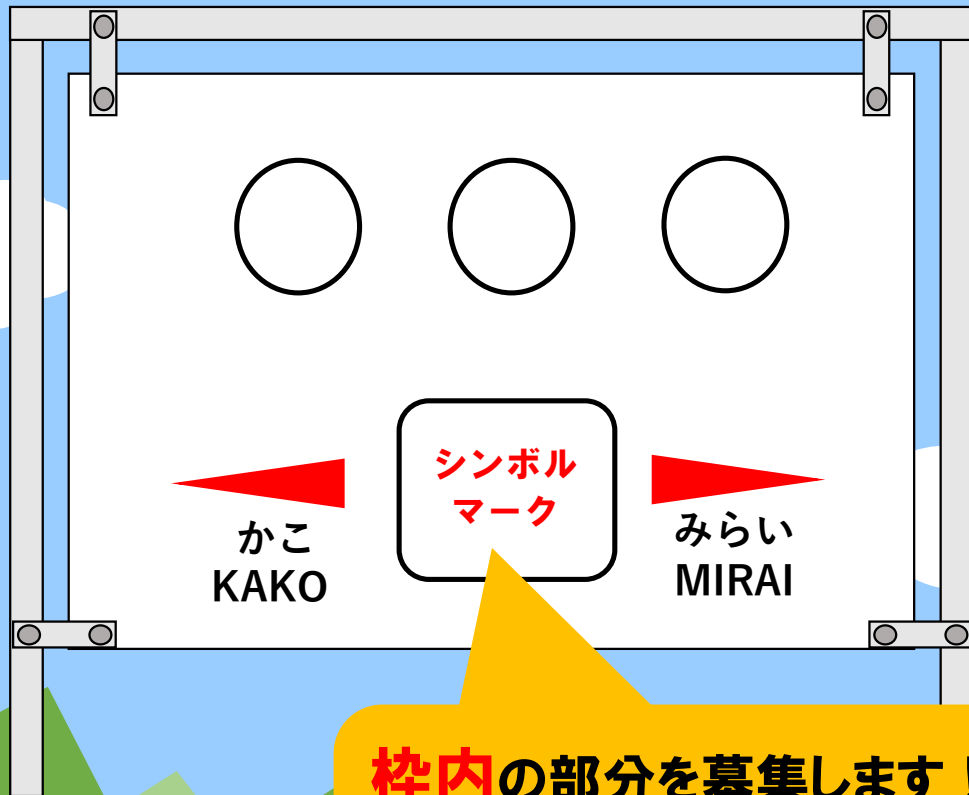 シンボル
マーク
かこ
KAKO
みらい
MIRAI
枠内の部分を募集します！